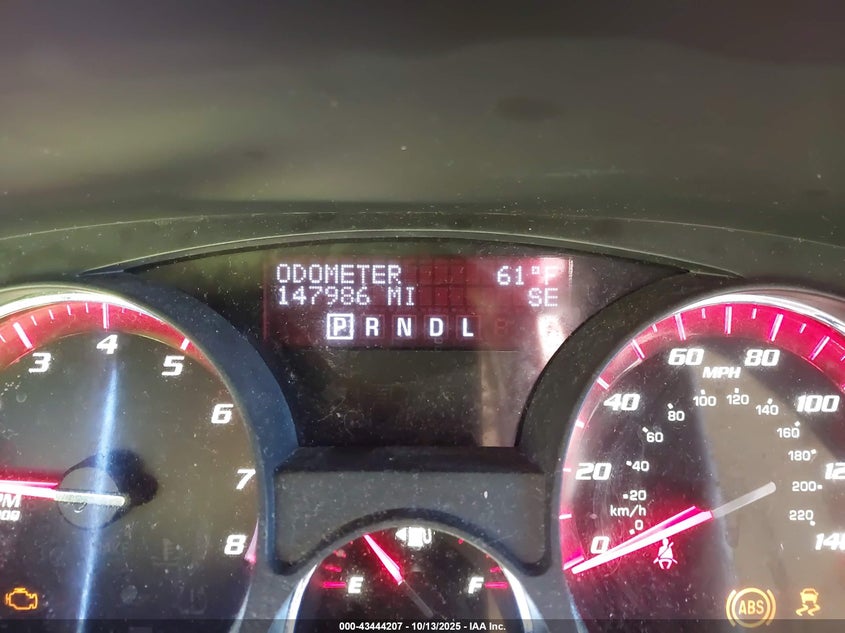 ODOMETER 61°F
147986 MI SE
P R N D L
3 4 5 6 7 8
0 20 40 60 80 100
MPH
0 20 40 60 80 100 120 140 160 180 200 220
km/h
E F
ABS
000-43444207 - 10/13/2025 - IAA Inc.